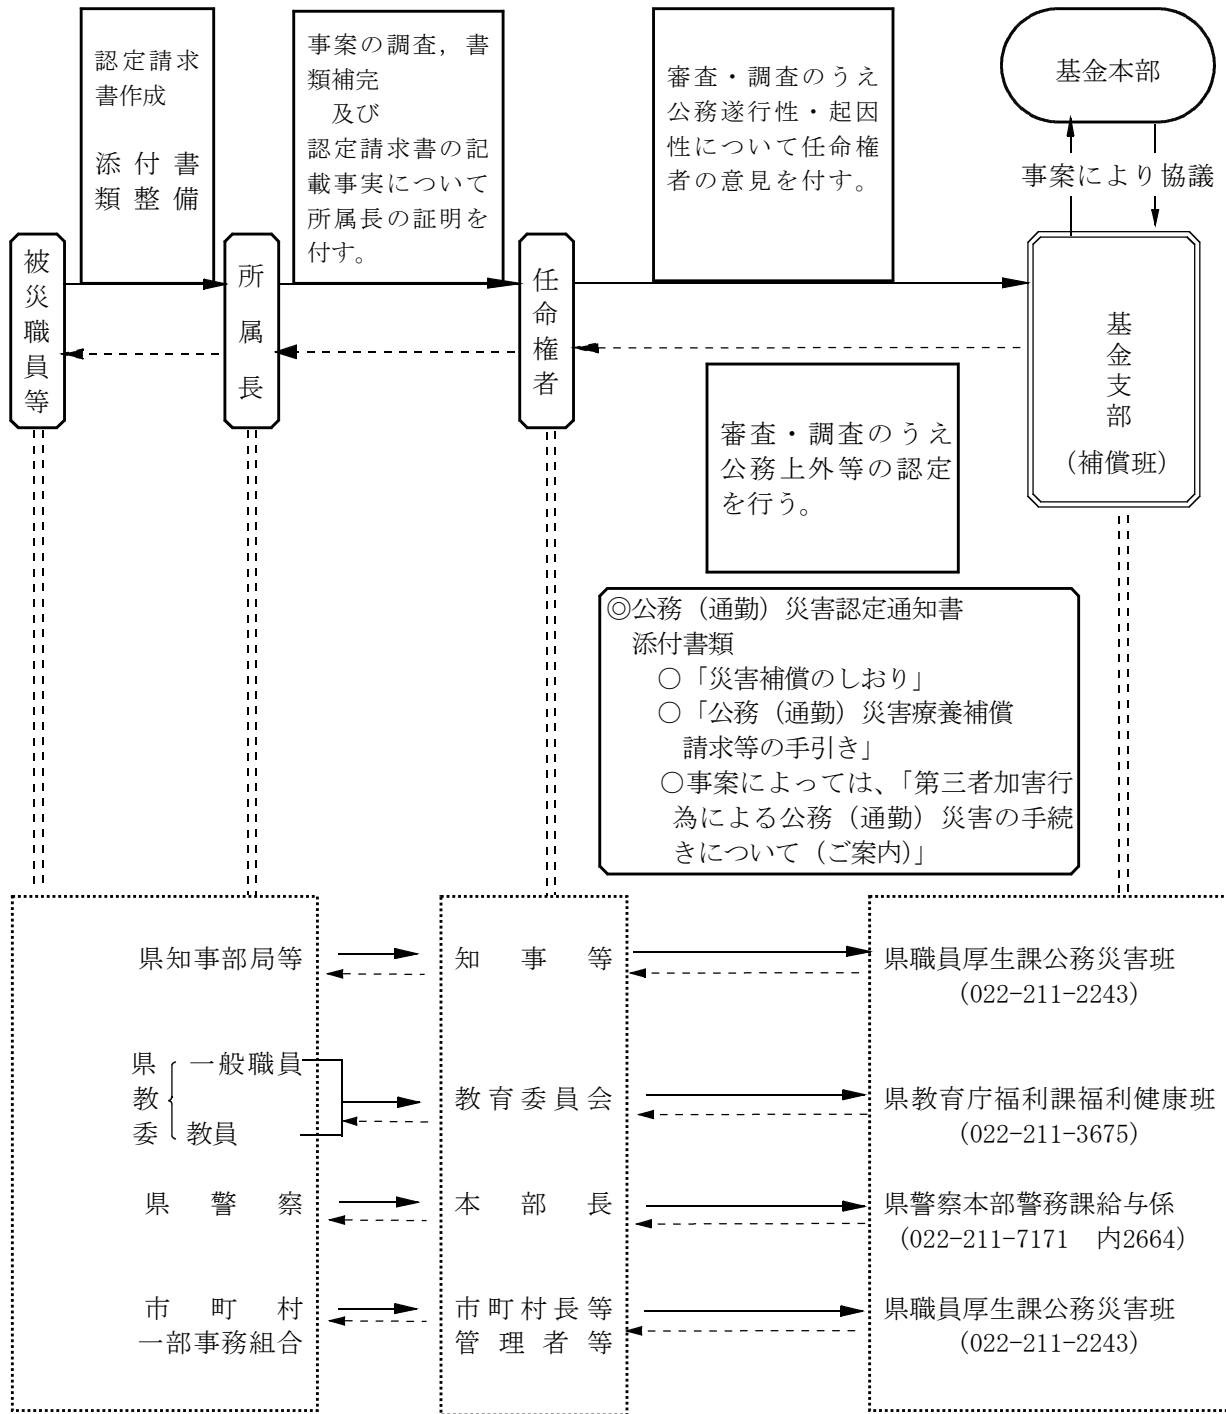 認定請求
書作成
添付書
類整備
事案の調査，書
類補完
及び
認定請求書の記
載事実について
所属長の証明を
付す。
審査・調査のうえ
公務遂行性・起因
性について任命権
者の意見を付す。
基金本部
事案により協議
被災職員等
所属長
任命権者
基金支部
（補償班）
審査・調査のうえ
公務上外等の認定
を行う。
◎公務（通勤）災害認定通知書
添付書類
○「災害補償のしおり」
○「公務（通勤）災害療養補償
請求等の手引き」
○事案によっては、「第三者加害行
為による公務（通勤）災害の手続
きについて（ご案内）」
県知事部局等
知事等
県職員厚生課公務災害班
（022-211-2243）
県教委
一般職員
教員
教育委員会
県教育庁福利課福利健康班
（022-211-3675）
県警察
本部長
県警察本部警務課給与係
（022-211-7171　内2664）
市町村
一部事務組合
市町村長等
管理者等
県職員厚生課公務災害班
（022-211-2243）